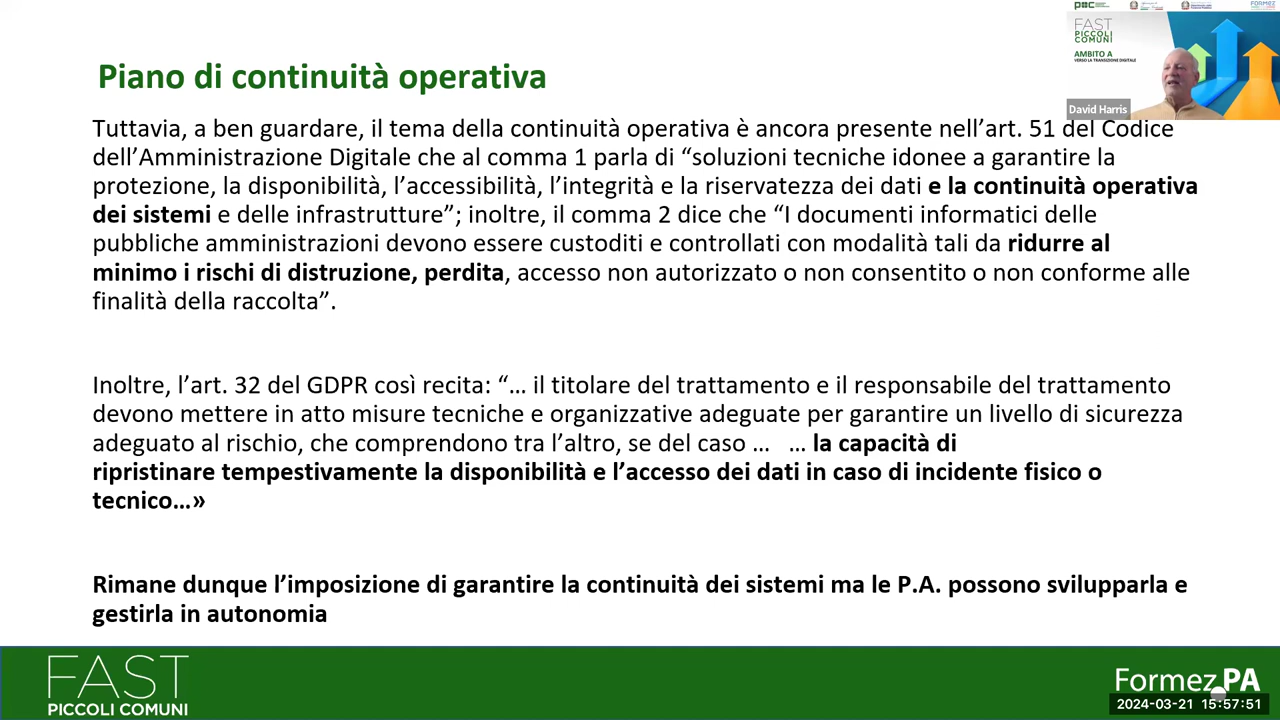 Piano di continuità operativa
poc
FORMEZ
FAST
PICCOLI
COMUNI
AMBITO A
VERSO LA TRANSIZIONE DIGITALE
David Harris
Tuttavia, a ben guardare, il tema della continuità operativa è ancora presente nell’art. 51 del Codice
dell’Amministrazione Digitale che al comma 1 parla di “soluzioni tecniche idonee a garantire la
protezione, la disponibilità, l’accessibilità, l’integrità e la riservatezza dei dati e la continuità operativa
dei sistemi e delle infrastrutture”; inoltre, il comma 2 dice che “I documenti informatici delle
pubbliche amministrazioni devono essere custoditi e controllati con modalità tali da ridurre al
minimo i rischi di distruzione, perdita, accesso non autorizzato o non consentito o non conforme alle
finalità della raccolta”.
Inoltre, l’art. 32 del GDPR così recita: “… il titolare del trattamento e il responsabile del trattamento
devono mettere in atto misure tecniche e organizzative adeguate per garantire un livello di sicurezza
adeguato al rischio, che comprendono tra l’altro, se del caso … … la capacità di
ripristinare tempestivamente la disponibilità e l’accesso dei dati in caso di incidente fisico o
tecnico…»
Rimane dunque l’imposizione di garantire la continuità dei sistemi ma le P.A. possono svilupparla e
gestirla in autonomia
FAST
PICCOLI COMUNI
Formez PA
2024-03-21 15:57:51